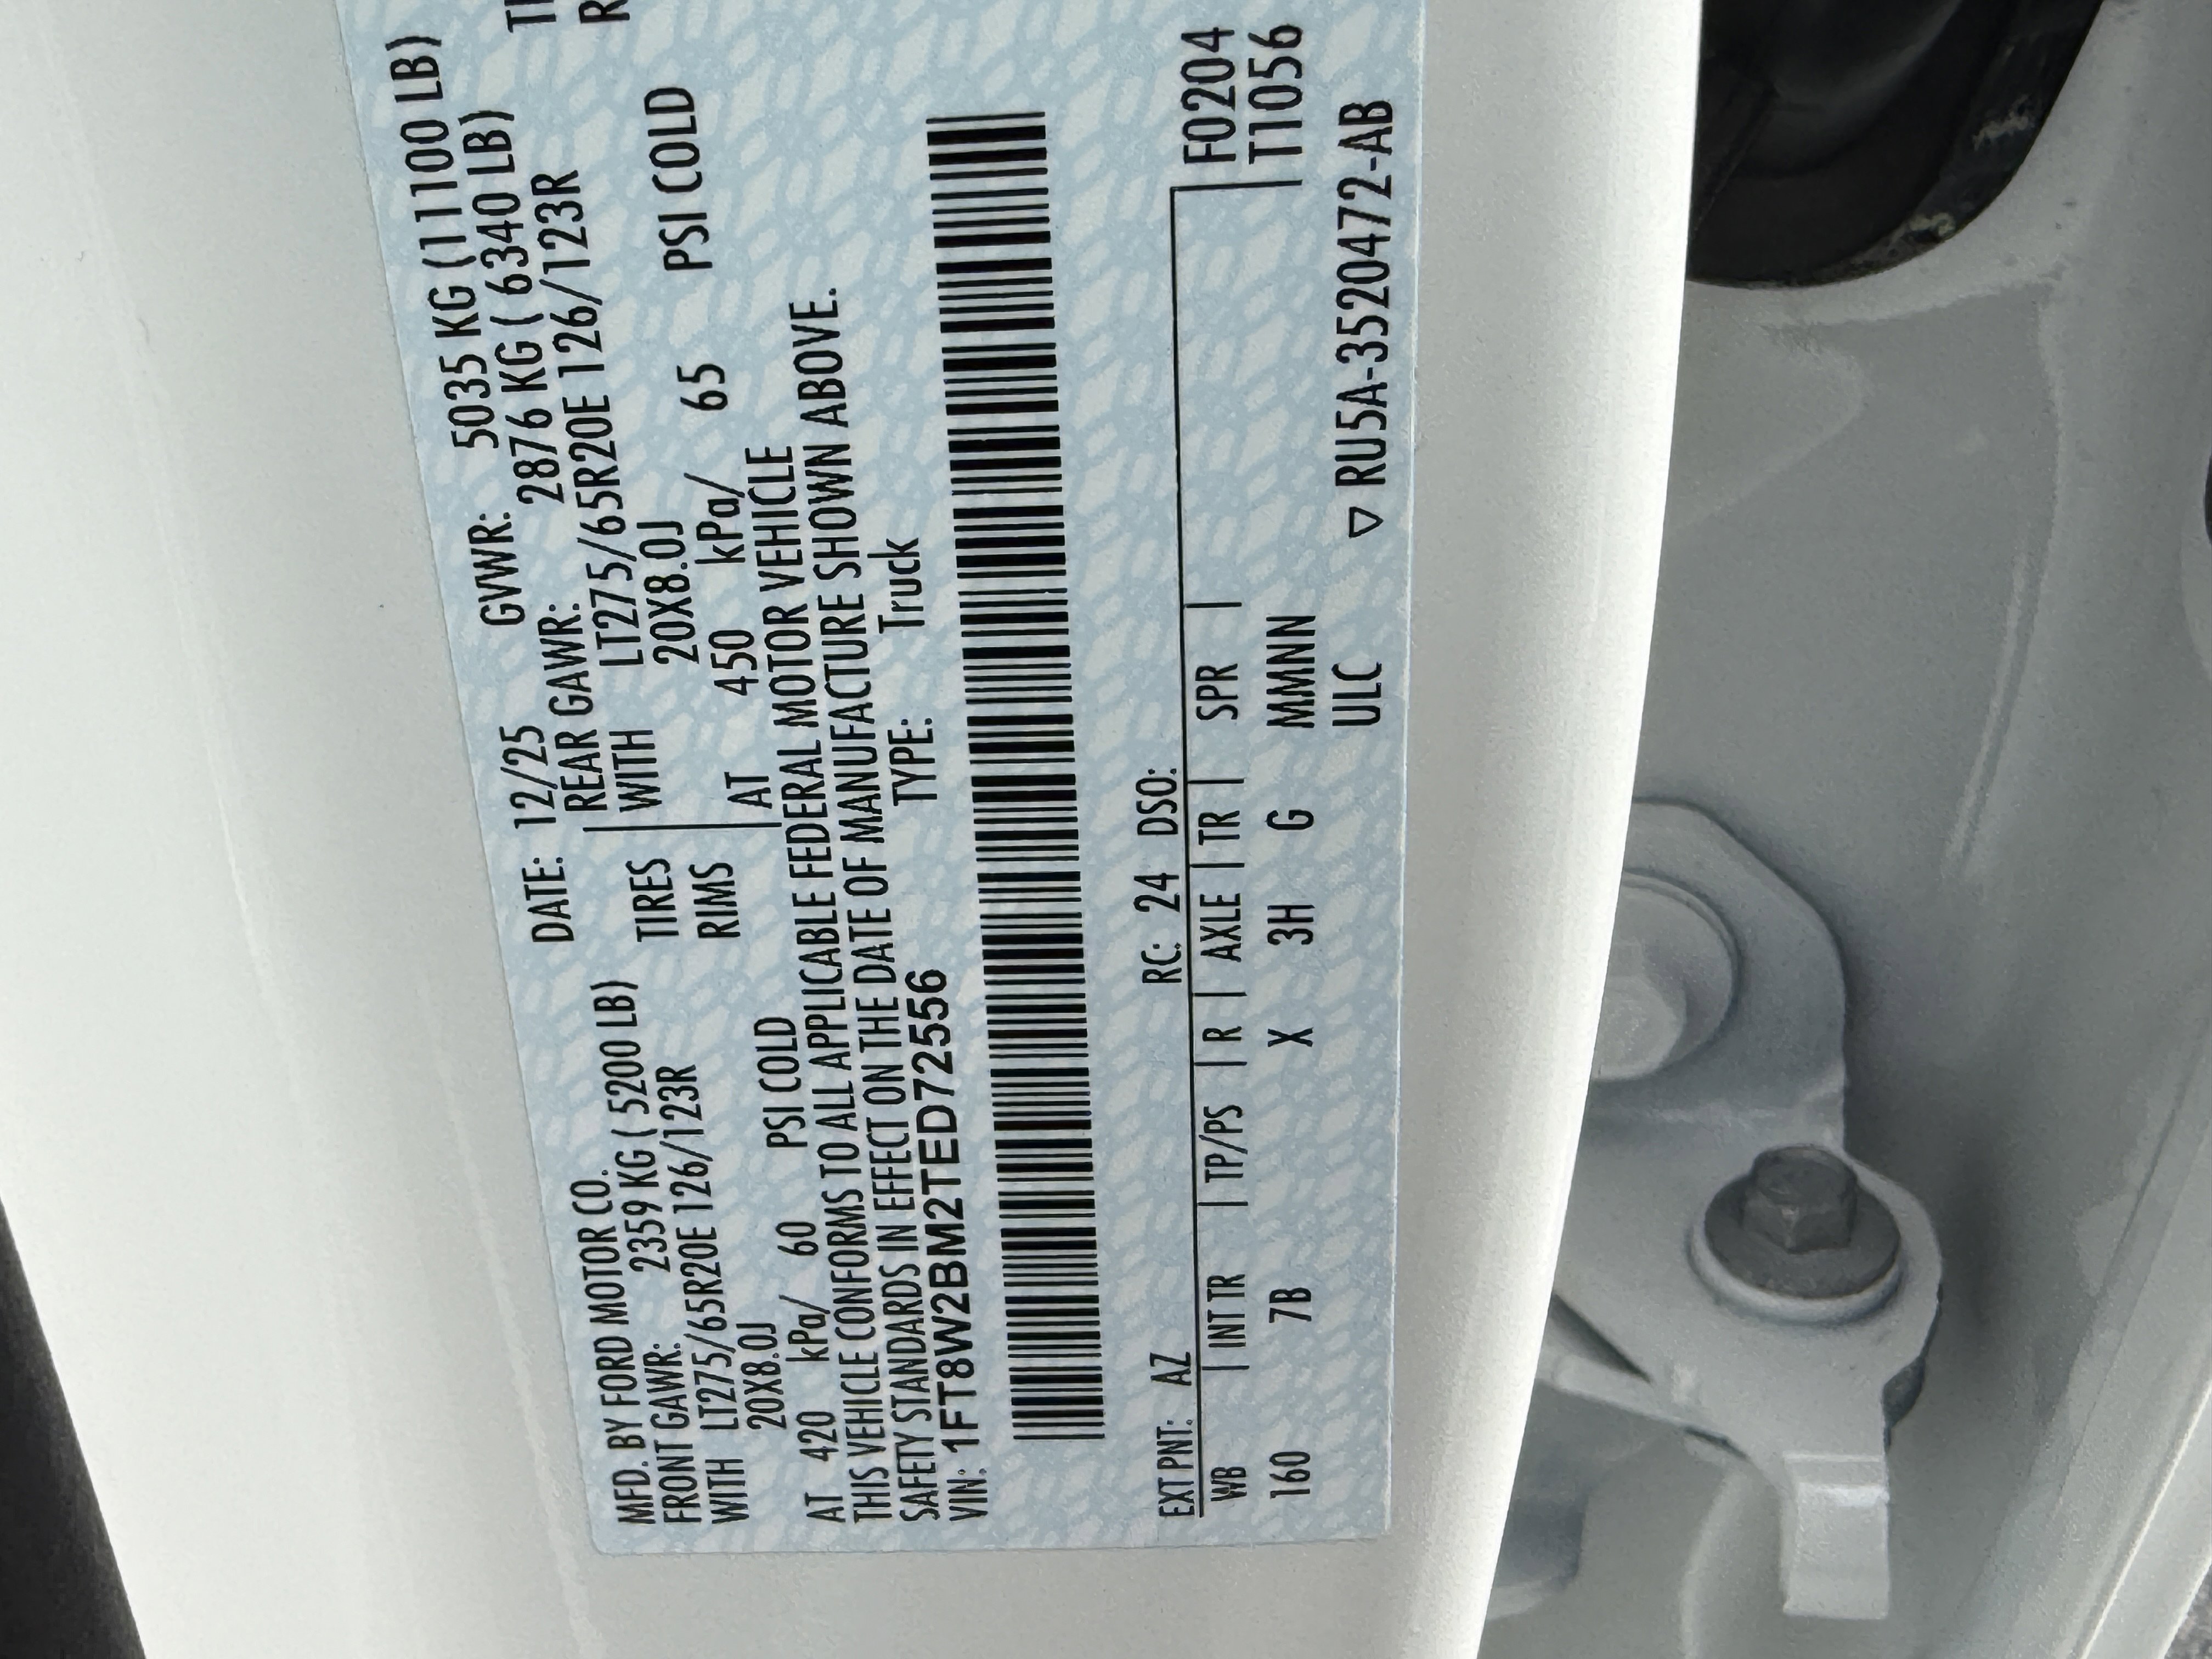 MFD. BY FORD MOTOR CO. DATE: 12/25 GVWR: 5035 KG (11100 LB)
FRONT GAWR: 2359 KG ( 5200 LB) REAR GAWR: 2876 KG ( 6340 LB)
WITH LT275/65R20E 126/123R TIRES WITH LT275/65R20E 126/123R
20X8.0J RIMS 20X8.0J
AT 420 kPa/ 60 PSI COLD AT 450 kPa/ 65 PSI COLD
THIS VEHICLE CONFORMS TO ALL APPLICABLE FEDERAL MOTOR VEHICLE
SAFETY STANDARDS IN EFFECT ON THE DATE OF MANUFACTURE SHOWN ABOVE.
VIN: 1FT8W2BM2TED72556 TYPE: Truck
EXT PNT: AZ RC: 24 DSO: F0204
WB | INT TR | TP/PS | R | AXLE | TR | SPR | T1056
160 7B X 3H G MMNN
ULC ▽ RU5A-3520472-AB